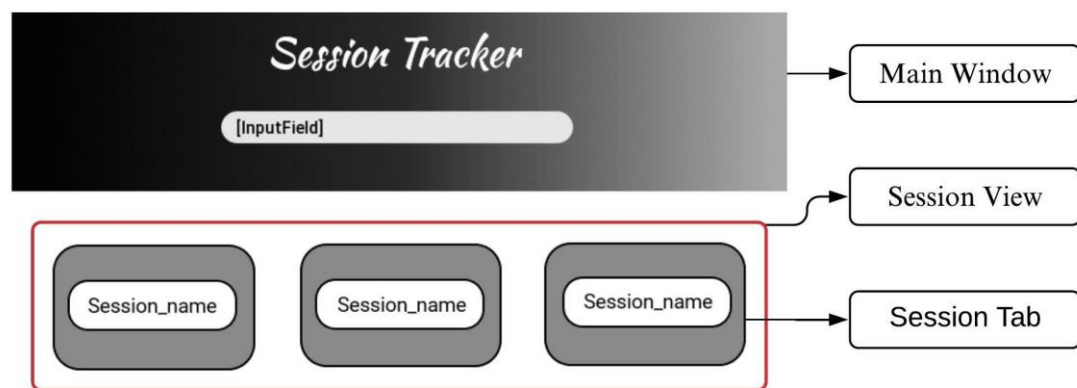 Session Tracker
[InputField]
Main Window
Session View
Session_name
Session_name
Session_name
Session Tab